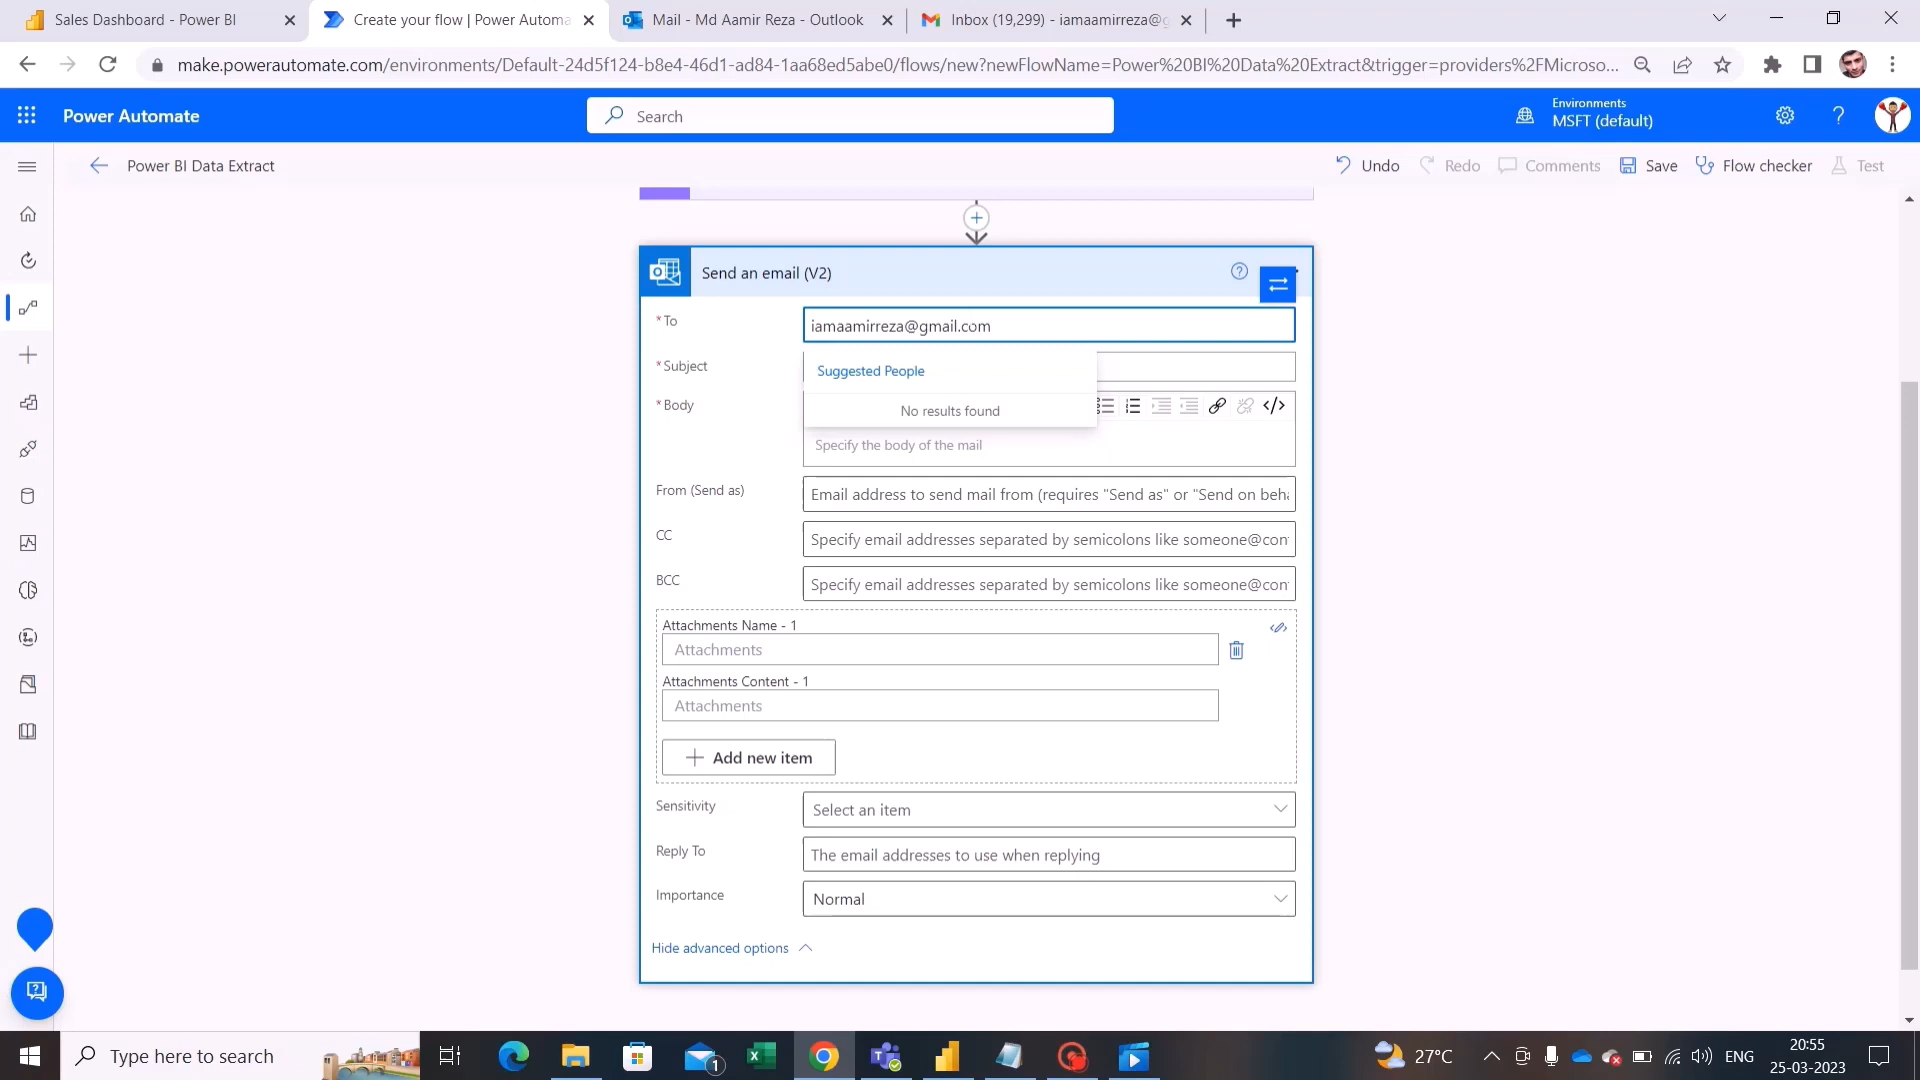 Sales Dashboard - Power BI
Create your flow | Power Automa
Mail - Md Aamir Reza - Outlook
Inbox (19,299) - iamaamirreza@g
make.powerautomate.com/environments/Default-24d5f124-b8e4-46d1-ad84-1aa68ed5abe0/flows/new?newFlowName=Power%20BI%20Data%20Extract&trigger=providers%2FMicroso...
Power Automate
Search
Environments
MSFT (default)
Power BI Data Extract
Undo
Redo
Comments
Save
Flow checker
Test
Send an email (V2)
* To
iamaamirreza@gmail.com
* Subject
Suggested People
* Body
No results found
Specify the body of the mail
From (Send as)
Email address to send mail from (requires "Send as" or "Send on beha
CC
Specify email addresses separated by semicolons like someone@con
BCC
Specify email addresses separated by semicolons like someone@con
Attachments Name - 1
Attachments
Attachments Content - 1
Attachments
Add new item
Sensitivity
Select an item
Reply To
The email addresses to use when replying
Importance
Normal
Hide advanced options
Type here to search
1
27°C
ENG
20:55
25-03-2023